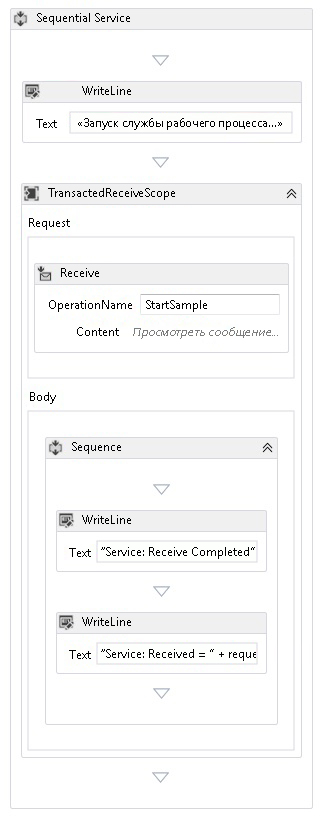 Sequential Service
WriteLine
Text «Запуск службы рабочего процесса...»
TransactedReceiveScope
Request
Receive
OperationName StartSample
Content Просмотреть сообщение...
Body
Sequence
WriteLine
Text "Service: Receive Completed"
WriteLine
Text "Service: Received = " + reque